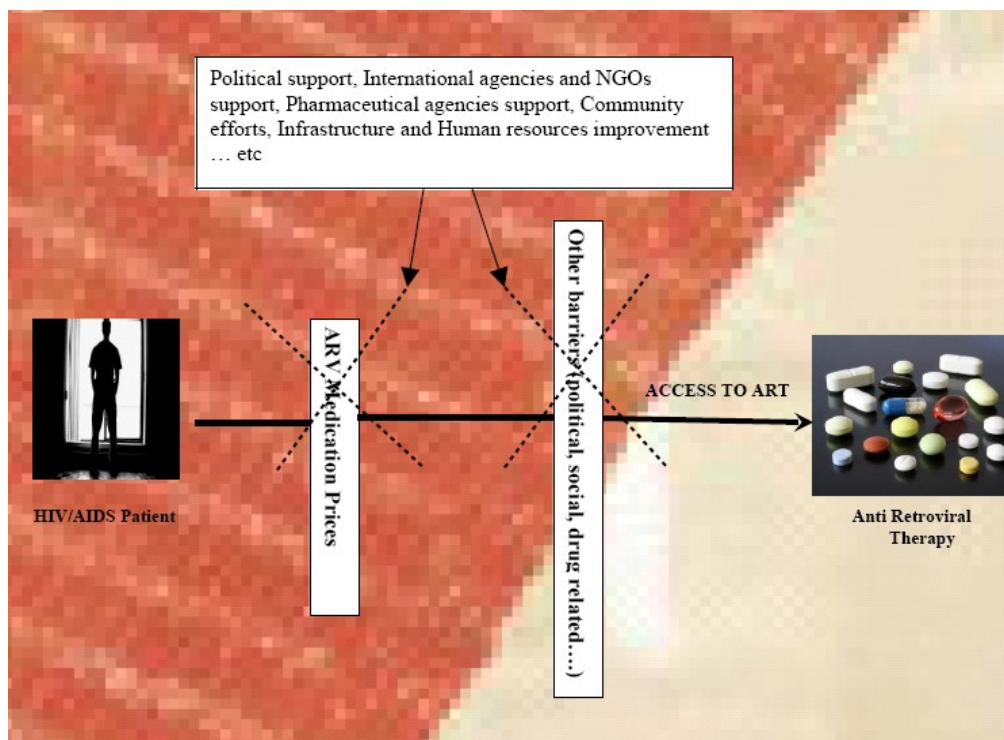 Political support, International agencies and NGOs
support, Pharmaceutical agencies support, Community
efforts, Infrastructure and Human resources improvement
… etc
ARV Medication Prices
Other barriers (political, social, drug related….)
ACCESS TO ART
HIV/AIDS Patient
Anti Retroviral
Therapy